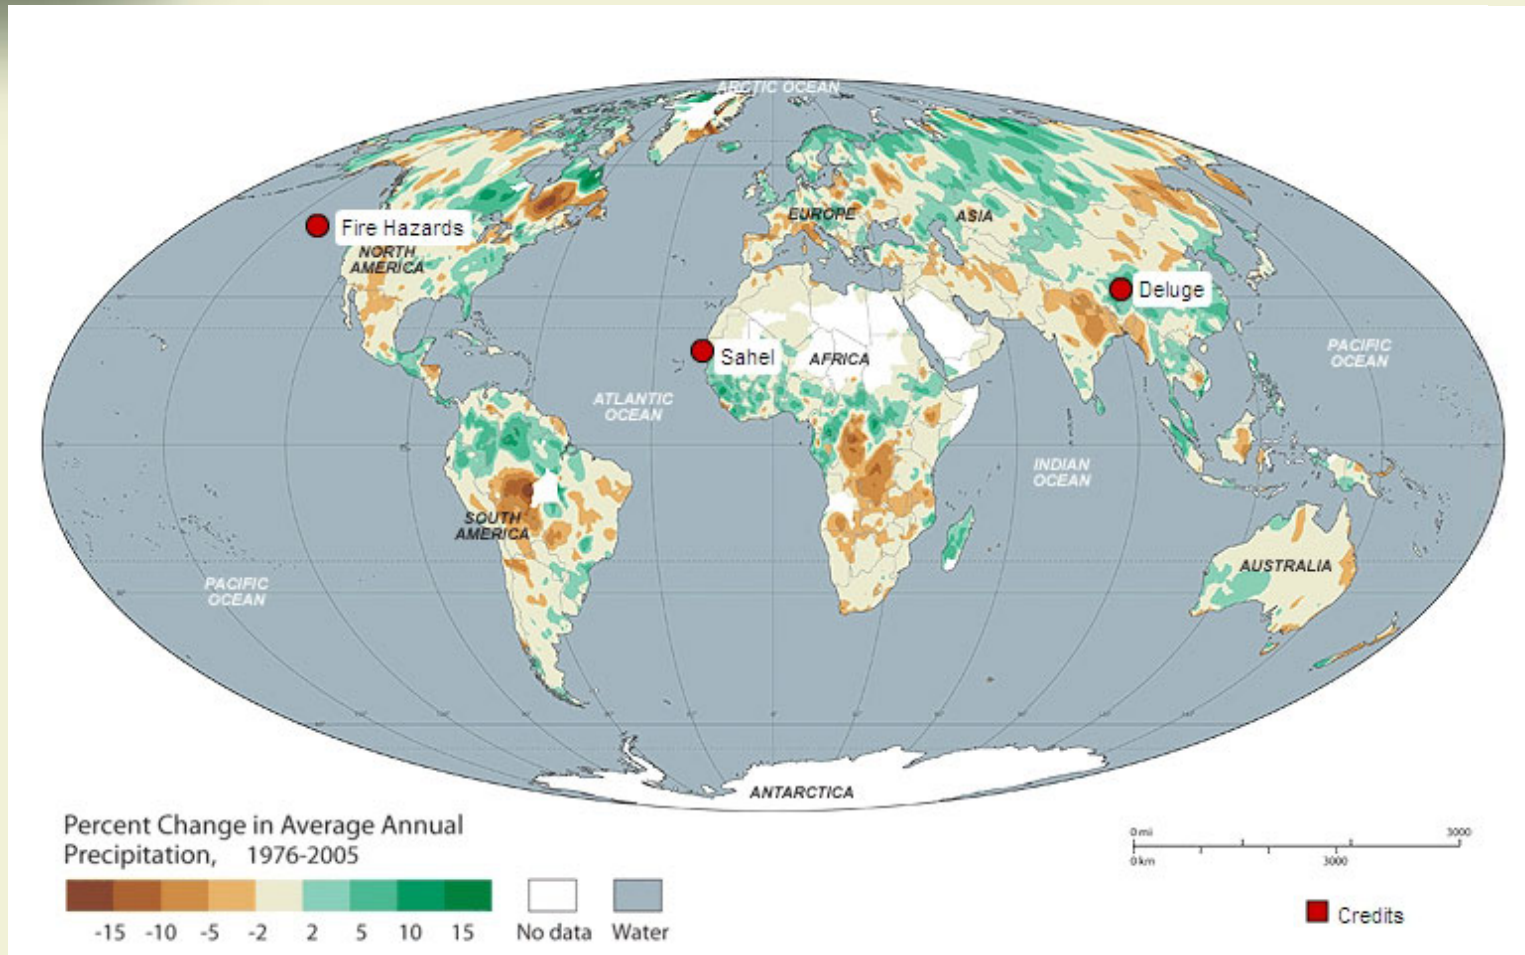 ARCTIC OCEAN
EUROPE
ASIA
Fire Hazards
NORTH
AMERICA
Deluge
Sahel
AFRICA
PACIFIC
OCEAN
ATLANTIC
OCEAN
INDIAN
OCEAN
SOUTH
AMERICA
AUSTRALIA
PACIFIC
OCEAN
ANTARCTICA
Percent Change in Average Annual
Precipitation, 1976-2005
-15 -10 -5 -2 2 5 10 15 No data Water
0 mi 3000
0 km 3000
Credits